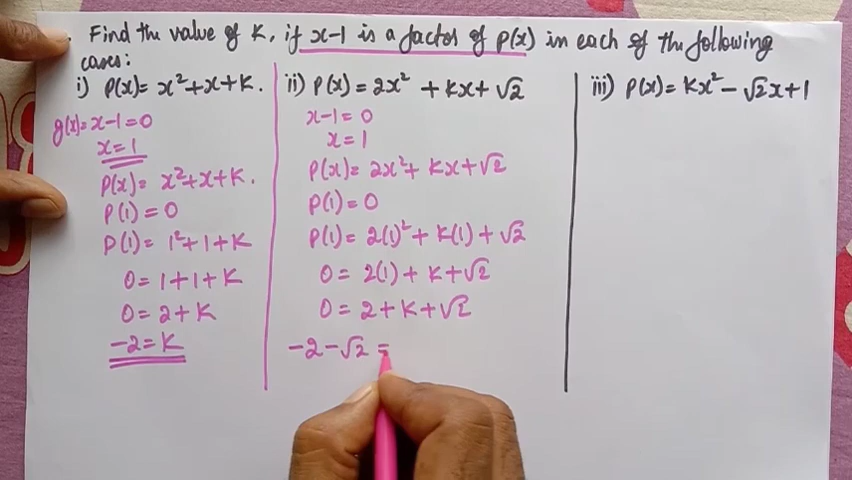 Find the value of K, if x-1 is a factor of P(x) in each of the following
cases:
i) P(x)= x²+x+K.
g(x)=x-1=0
x=1
P(x)= x²+x+K.
P(1)=0
P(1)= 1²+1+K
0=1+1+K
0=2+K
-2=K
ii) P(x)=2x² +Kx+√2
x-1=0
x=1
P(x)=2x²+Kx+√2
P(1)=0
P(1)=2(1)²+K(1)+√2
0=2(1)+K+√2
0=2+K+√2
-2-√2=
iii) P(x)=Kx²-√2x+1